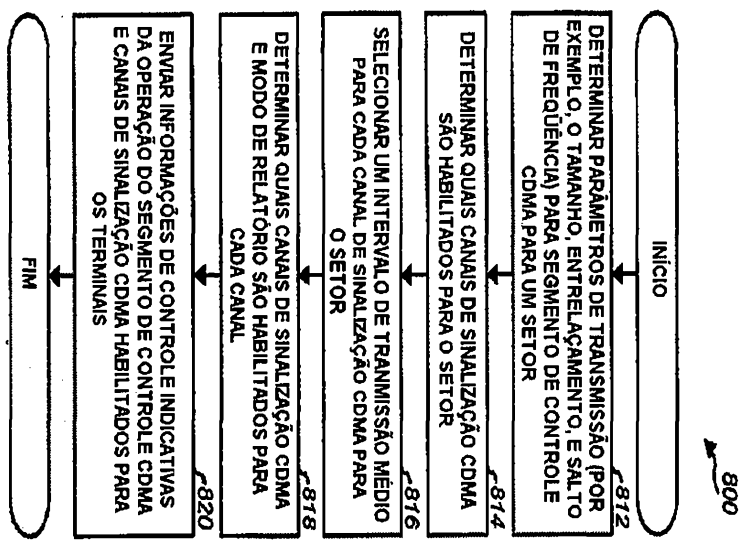 800
INÍCIO
812
DETERMINAR PARÂMETROS DE TRANSMISSÃO (POR
EXEMPLO, O TAMANHO, ENTRELAÇAMENTO, E SALTO
DE FREQÜÊNCIA) PARA SEGMENTO DE CONTROLE
CDMA PARA UM SETOR
814
DETERMINAR QUAIS CANAIS DE SINALIZAÇÃO CDMA
SÃO HABILITADOS PARA O SETOR
816
SELECIONAR UM INTERVALO DE TRANMISSÃO MÉDIO
PARA CADA CANAL DE SINALIZAÇÃO CDMA PARA
O SETOR
818
DETERMINAR QUAIS CANAIS DE SINALIZAÇÃO CDMA
E MODO DE RELATÓRIO SÃO HABILITADOS PARA
CADA CANAL
820
ENVIAR INFORMAÇÕES DE CONTROLE INDICATIVAS
DA OPERAÇÃO DO SEGMENTO DE CONTROLE CDMA
E CANAIS DE SINALIZAÇÃO CDMA HABILITADOS PARA
OS TERMINAIS
FIM